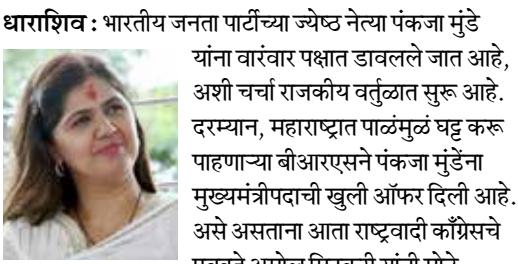 धाराशिव : भारतीय जनता पार्टीच्या ज्येष्ठ नेत्या पंकजा मुंडे
यांना वारंवार पक्षात डावलले जात आहे,
अशी चर्चा राजकीय वर्तुळात सुरू आहे.
दरम्यान, महाराष्ट्रात पाळंमुळं घट्ट करू
पाहणाऱ्या बीआरएसने पंकजा मुंडेंना
मुख्यमंत्रीपदाची खुली ऑफर दिली आहे.
असे असताना आता राष्ट्रवादी काँग्रेसचे